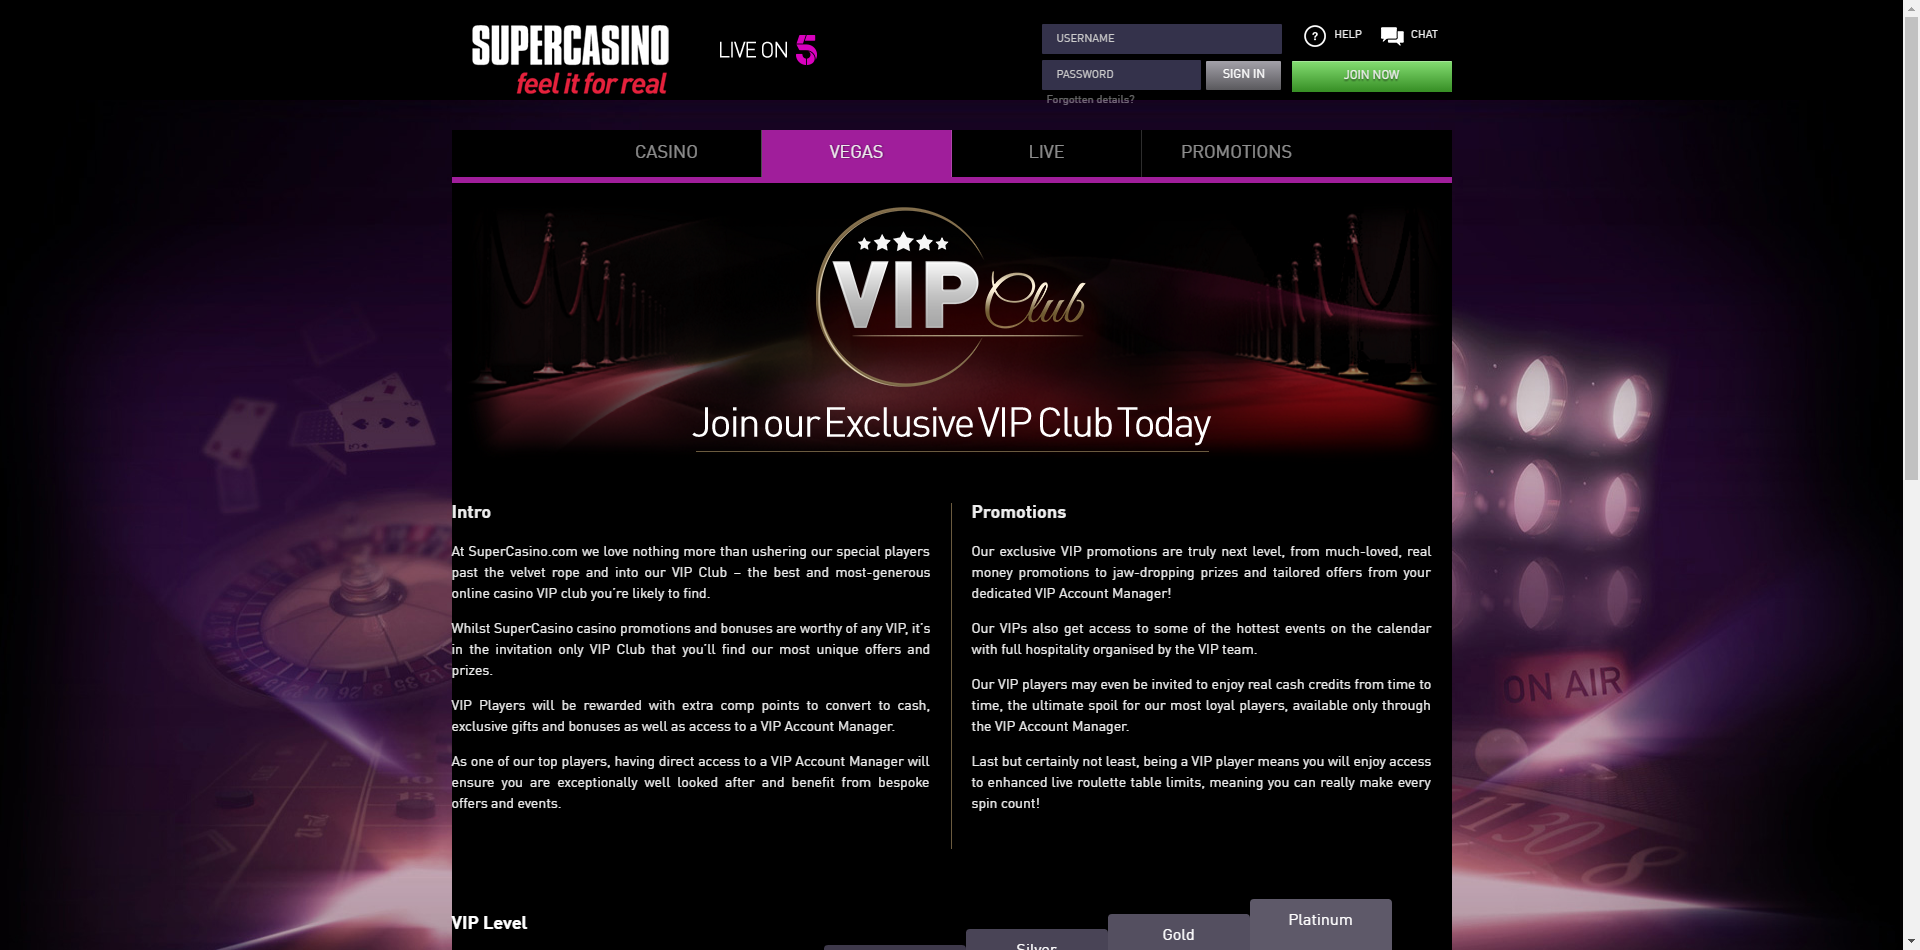 SUPERCASINO
feel it for real
LIVE ON 5
USERNAME
PASSWORD
SIGN IN
Forgotten details?
? HELP
CHAT
JOIN NOW
CASINO
VEGAS
LIVE
PROMOTIONS
VIP Club
Join our Exclusive VIP Club Today
Intro
At SuperCasino.com we love nothing more than ushering our special players
past the velvet rope and into our VIP Club – the best and most-generous
online casino VIP club you're likely to find.
Whilst SuperCasino casino promotions and bonuses are worthy of any VIP, it's
in the invitation only VIP Club that you'll find our most unique offers and
prizes.
VIP Players will be rewarded with extra comp points to convert to cash,
exclusive gifts and bonuses as well as access to a VIP Account Manager.
As one of our top players, having direct access to a VIP Account Manager will
ensure you are exceptionally well looked after and benefit from bespoke
offers and events.
Promotions
Our exclusive VIP promotions are truly next level, from much-loved, real
money promotions to jaw-dropping prizes and tailored offers from your
dedicated VIP Account Manager!
Our VIPs also get access to some of the hottest events on the calendar
with full hospitality organised by the VIP team.
Our VIP players may even be invited to enjoy real cash credits from time to
time, the ultimate spoil for our most loyal players, available only through
the VIP Account Manager.
Last but certainly not least, being a VIP player means you will enjoy access
to enhanced live roulette table limits, meaning you can really make every
spin count!
ON AIR
VIP Level
Silver
Gold
Platinum